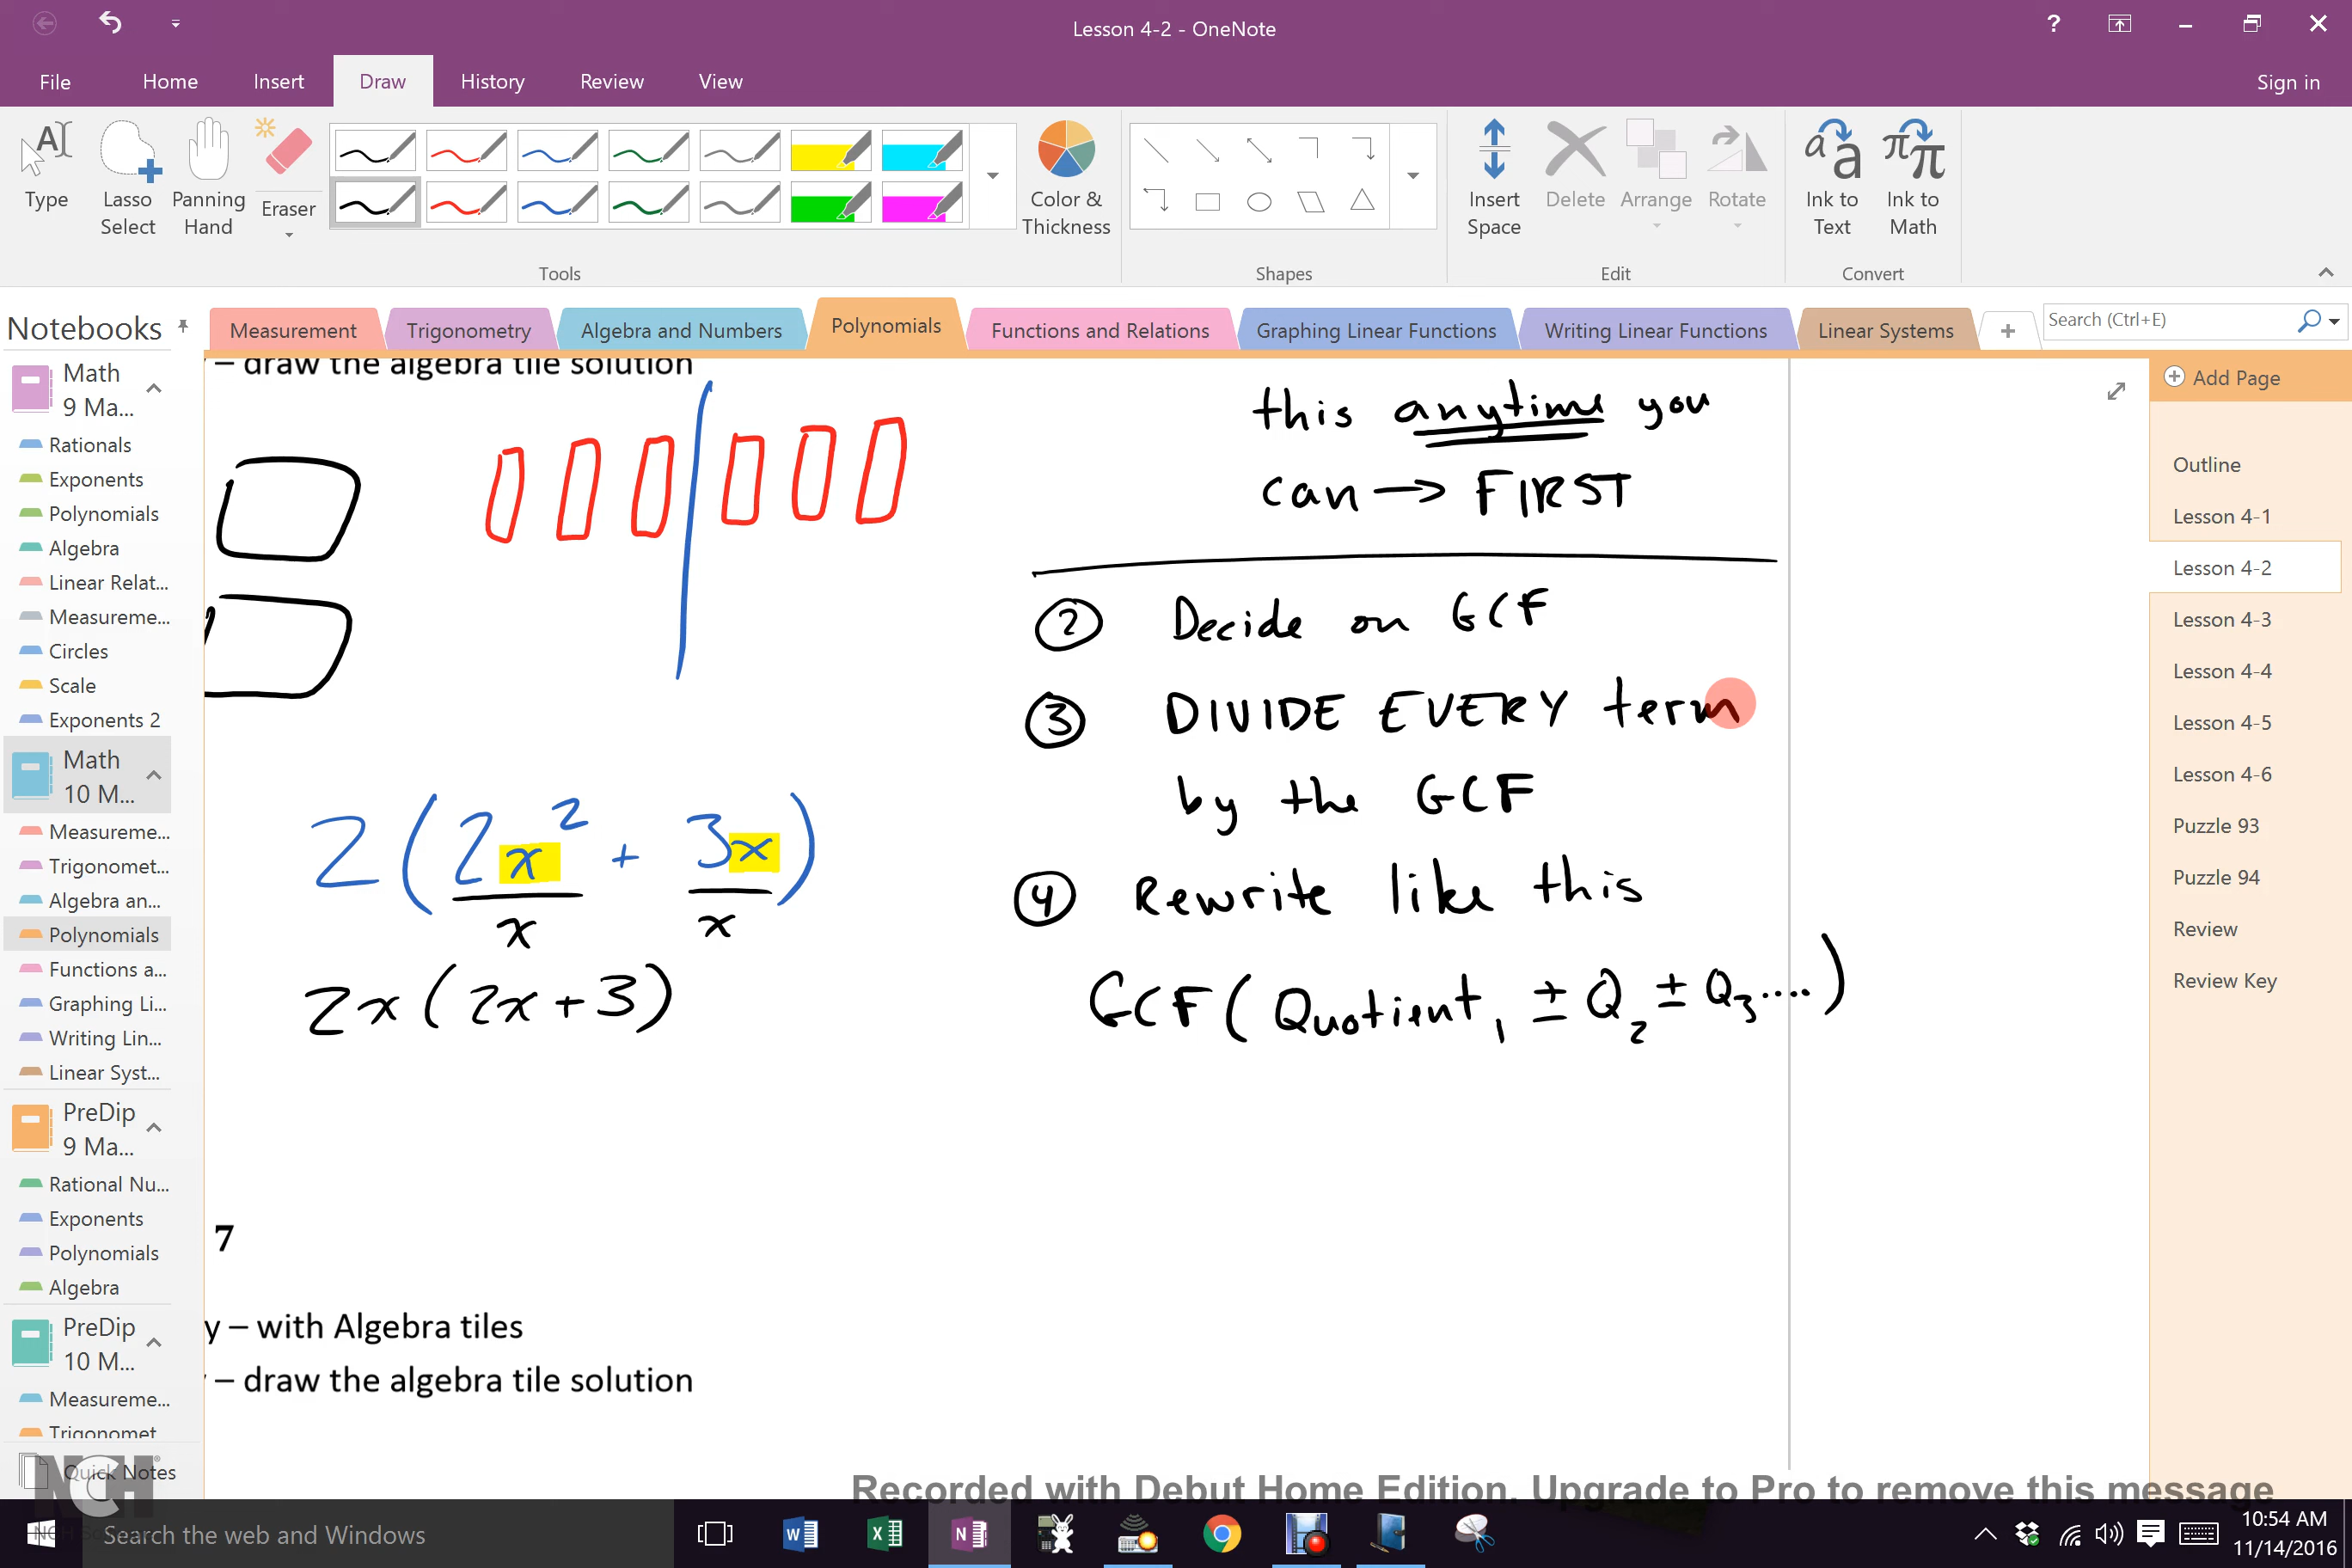 Lesson 4-2 - OneNote
File Home Insert Draw History Review View Sign in
Type
Lasso Select
Panning Hand
Eraser
Color & Thickness
Insert Space
Delete
Arrange
Rotate
Ink to Text
Ink to Math
Tools Shapes Edit Convert
Notebooks
Measurement Trigonometry Algebra and Numbers Polynomials Functions and Relations Graphing Linear Functions Writing Linear Functions Linear Systems
Search (Ctrl+E)
Math 9 Ma...
Rationals
Exponents
Polynomials
Algebra
Linear Relat...
Measureme...
Circles
Scale
Exponents 2
Math 10 M...
Measureme...
Trigonomet...
Algebra an...
Polynomials
Functions a...
Graphing Li...
Writing Lin...
Linear Syst...
PreDip 9 Ma...
Rational Nu...
Exponents
Polynomials
Algebra
PreDip 10 M...
Measureme...
Trigonomet
Quick Notes
– draw the algebra tile solution
2(2x²/x + 3x/x)
2x(2x+3)
7
y – with Algebra tiles
– draw the algebra tile solution
this anytime you
can → FIRST
② Decide on GCF
③ DIVIDE EVERY term
by the GCF
④ Rewrite like this
GCF(Quotient₁ ± Q₂ ± Q₃....)
Add Page
Outline
Lesson 4-1
Lesson 4-2
Lesson 4-3
Lesson 4-4
Lesson 4-5
Lesson 4-6
Puzzle 93
Puzzle 94
Review
Review Key
NCH
Recorded with Debut Home Edition. Upgrade to Pro to remove this message
Search the web and Windows
10:54 AM
11/14/2016